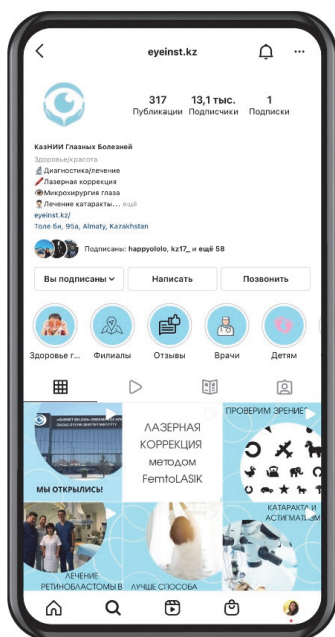 eyeinst.kz
317 13,1 тыс. 1
Публикации Подписчики Подписки
КазНИИ Глазных Болезней
Здоровье/красота
Диагностика/лечение
Лазерная коррекция
Микрохирургия глаза
Лечение катаракты... ещё
eyeinst.kz/
Толе би, 95а, Almaty, Kazakhstan
Подписаны: happyololo, kz17_ и ещё 58
Вы подписаны Написать Позвонить
Здоровье г... Филиалы Отзывы Врачи Детям
МЫ ОТКРЫЛИСЬ!
ЛАЗЕРНАЯ
КОРРЕКЦИЯ
методом
FemtoLASIK
ПРОВЕРИМ ЗРЕНИЕ
ЛЕЧЕНИЕ
РЕТИНОБЛАСТОМЫ В
ЛУЧШЕ СПОСОБА
КАТАРАКТА И
АСТИГМАТИЗМ